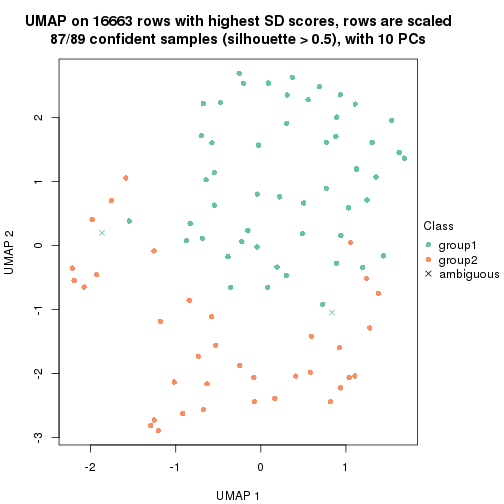 UMAP on 16663 rows with highest SD scores, rows are scaled
87/89 confident samples (silhouette > 0.5), with 10 PCs
2
1
0
-1
-2
-3
UMAP 2
-2
-1
0
1
UMAP 1
Class
group1
group2
ambiguous